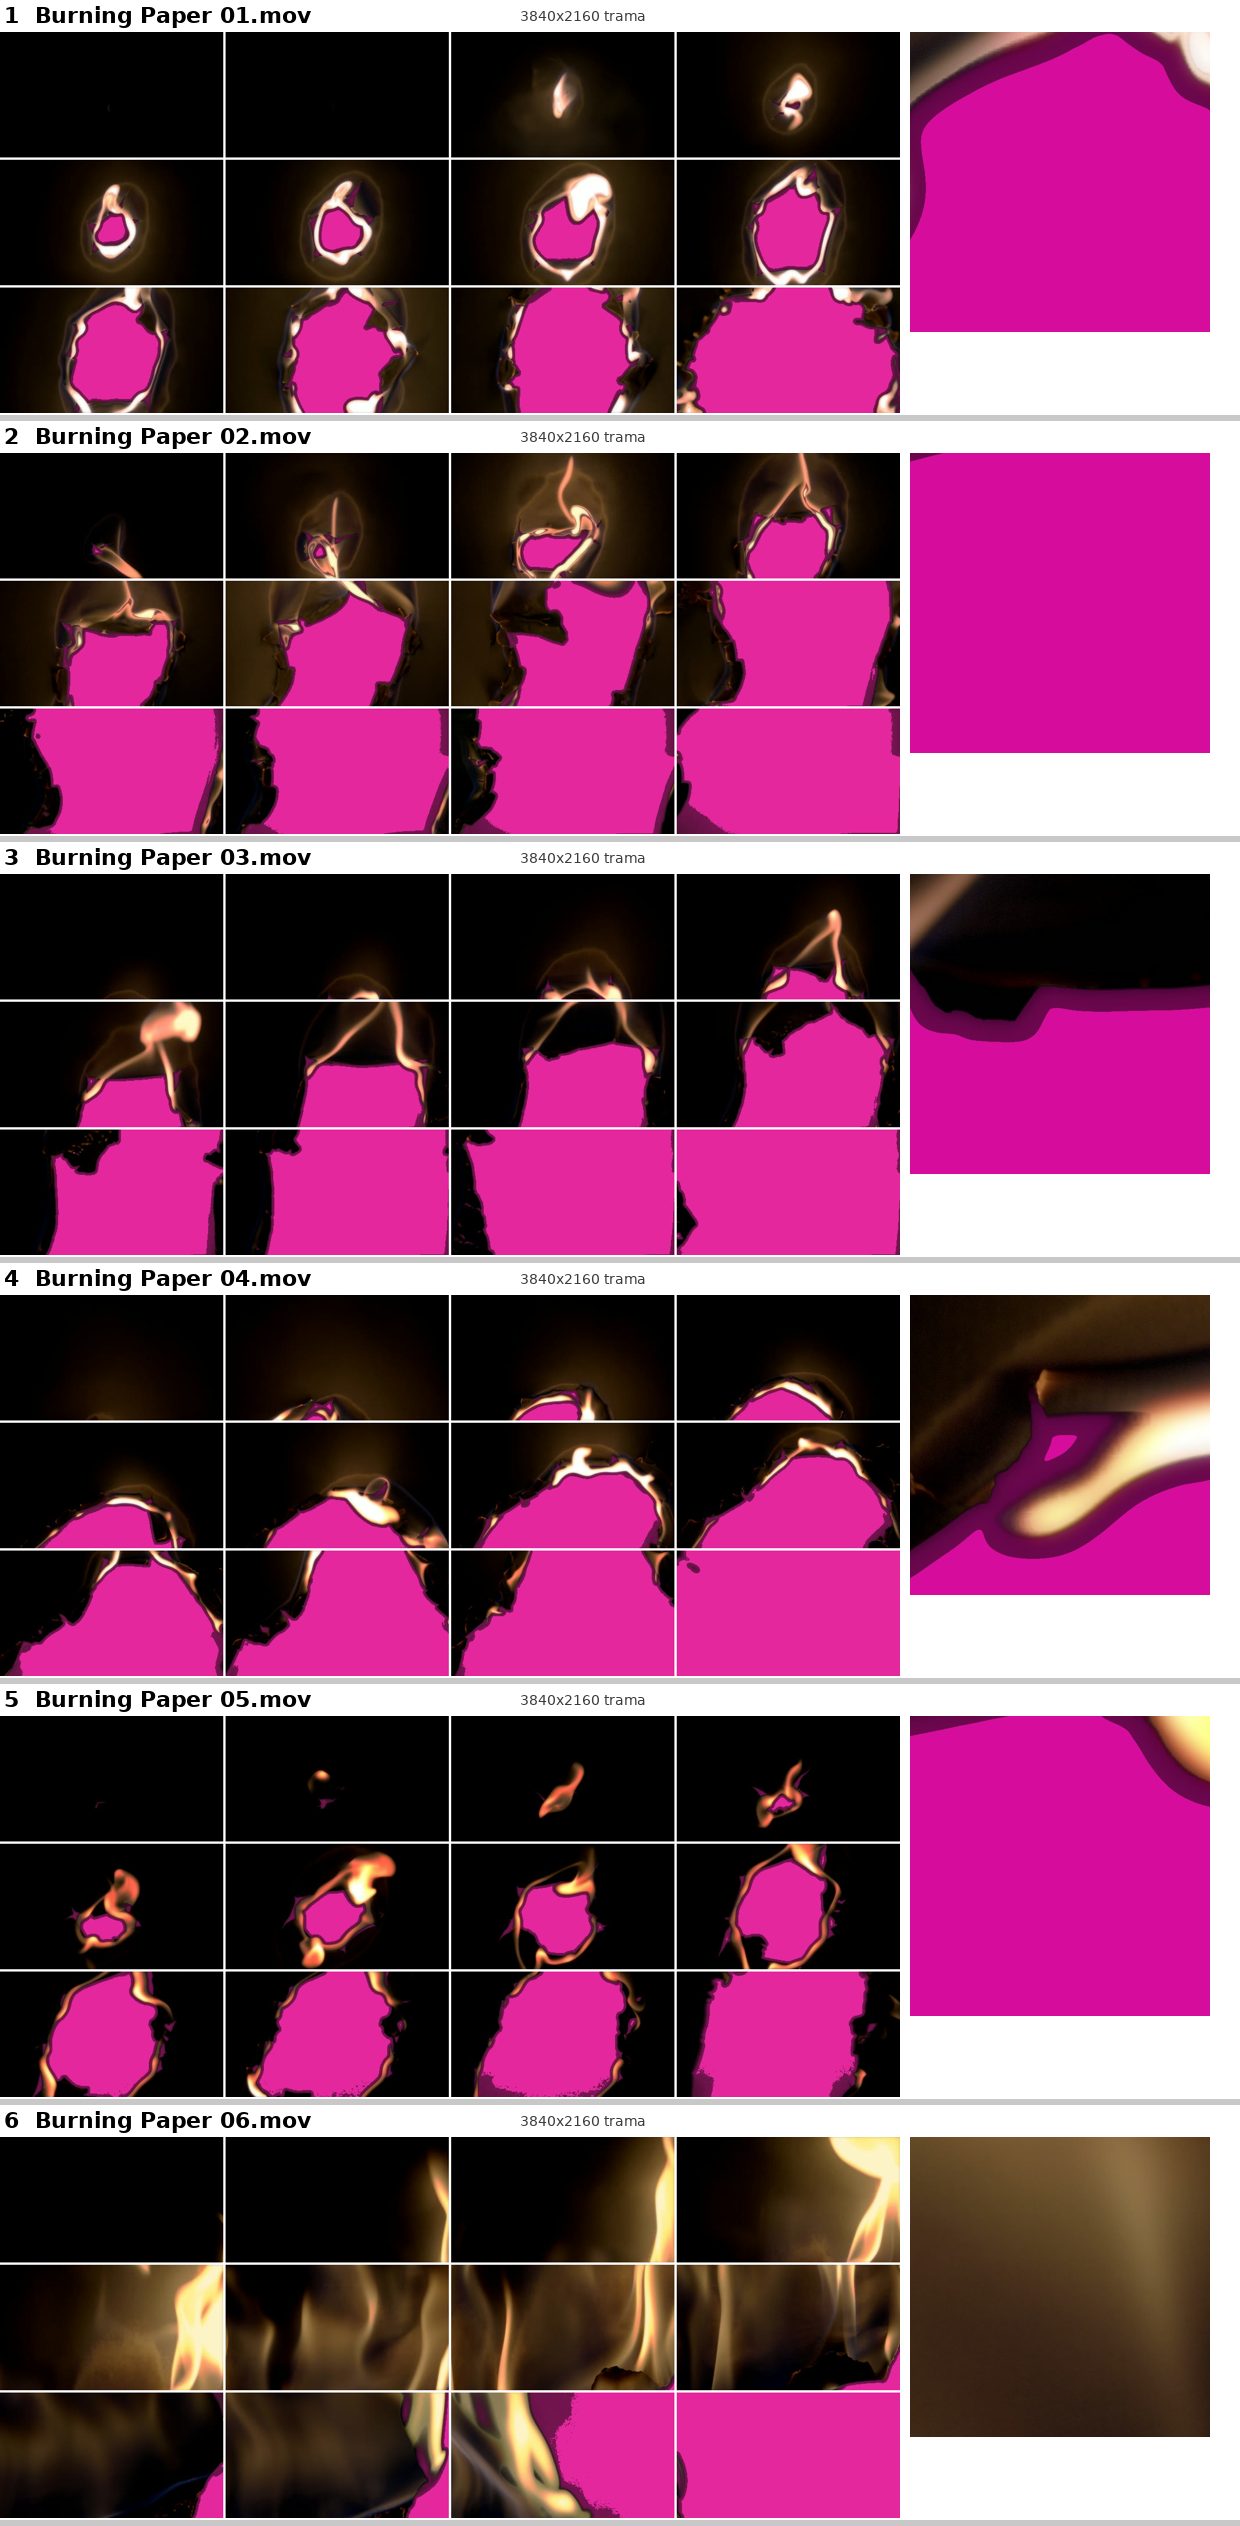 1 Burning Paper 01.mov 3840x2160 trama
2 Burning Paper 02.mov 3840x2160 trama
3 Burning Paper 03.mov 3840x2160 trama
4 Burning Paper 04.mov 3840x2160 trama
5 Burning Paper 05.mov 3840x2160 trama
6 Burning Paper 06.mov 3840x2160 trama